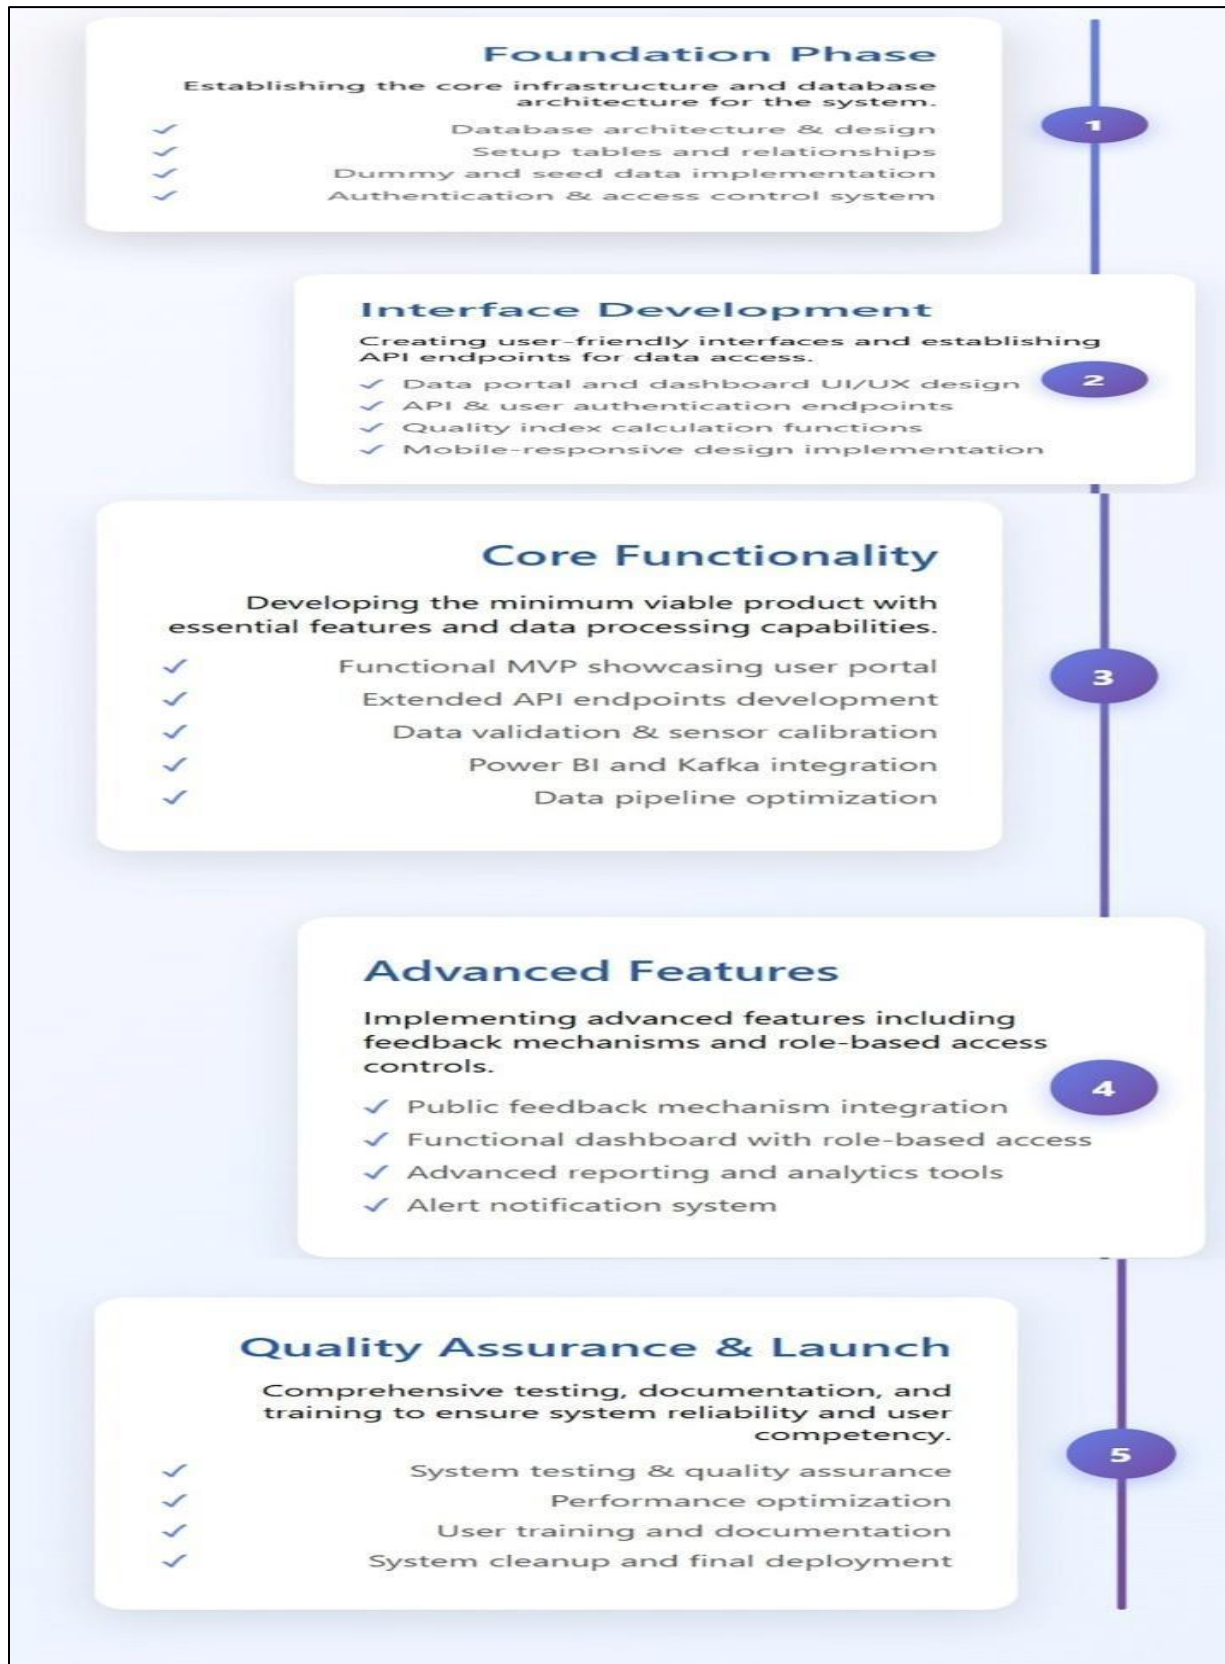 Foundation Phase
Establishing the core infrastructure and database
architecture for the system.
✓ Database architecture & design
✓ Setup tables and relationships
✓ Dummy and seed data implementation
✓ Authentication & access control system
1
Interface Development
Creating user-friendly interfaces and establishing
API endpoints for data access.
✓ Data portal and dashboard UI/UX design
✓ API & user authentication endpoints
✓ Quality index calculation functions
✓ Mobile-responsive design implementation
2
Core Functionality
Developing the minimum viable product with
essential features and data processing capabilities.
✓ Functional MVP showcasing user portal
✓ Extended API endpoints development
✓ Data validation & sensor calibration
✓ Power BI and Kafka integration
✓ Data pipeline optimization
3
Advanced Features
Implementing advanced features including
feedback mechanisms and role-based access
controls.
✓ Public feedback mechanism integration
✓ Functional dashboard with role-based access
✓ Advanced reporting and analytics tools
✓ Alert notification system
4
Quality Assurance & Launch
Comprehensive testing, documentation, and
training to ensure system reliability and user
competency.
✓ System testing & quality assurance
✓ Performance optimization
✓ User training and documentation
✓ System cleanup and final deployment
5